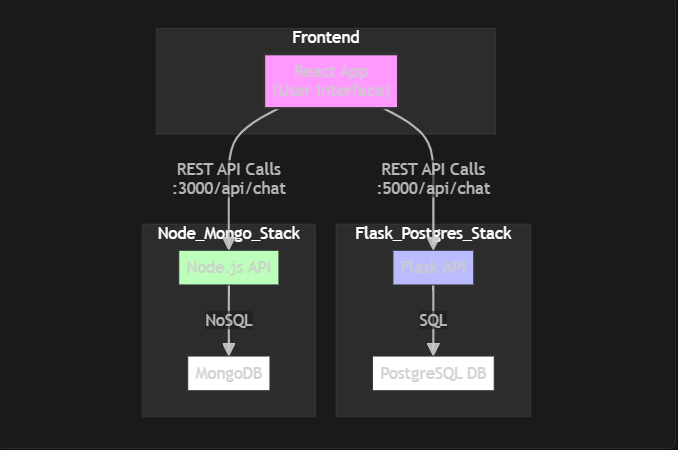 Frontend
React App
(User Interface)
REST API Calls
:3000/api/chat
REST API Calls
:5000/api/chat
Node_Mongo_Stack
Flask_Postgres_Stack
Node.js API
Flask API
NoSQL
SQL
MongoDB
PostgreSQL DB